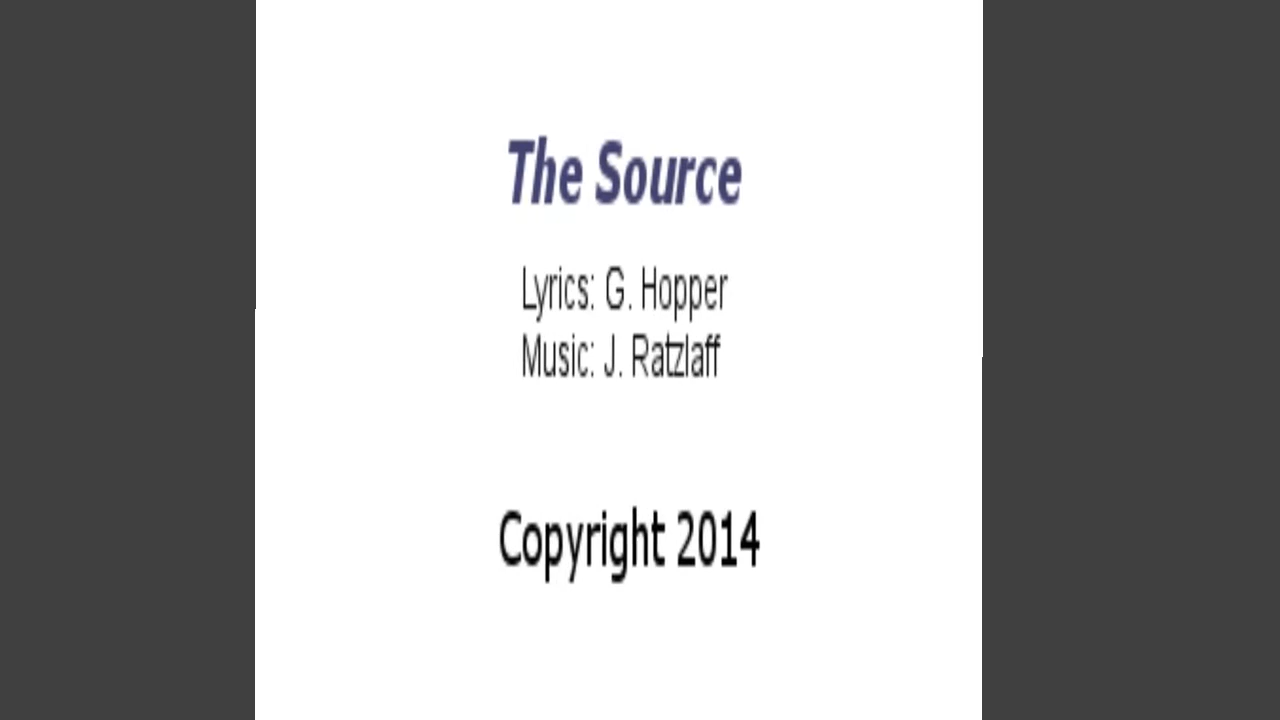 The Source
Lyrics: G. Hopper
Music: J. Ratzlaff
Copyright 2014